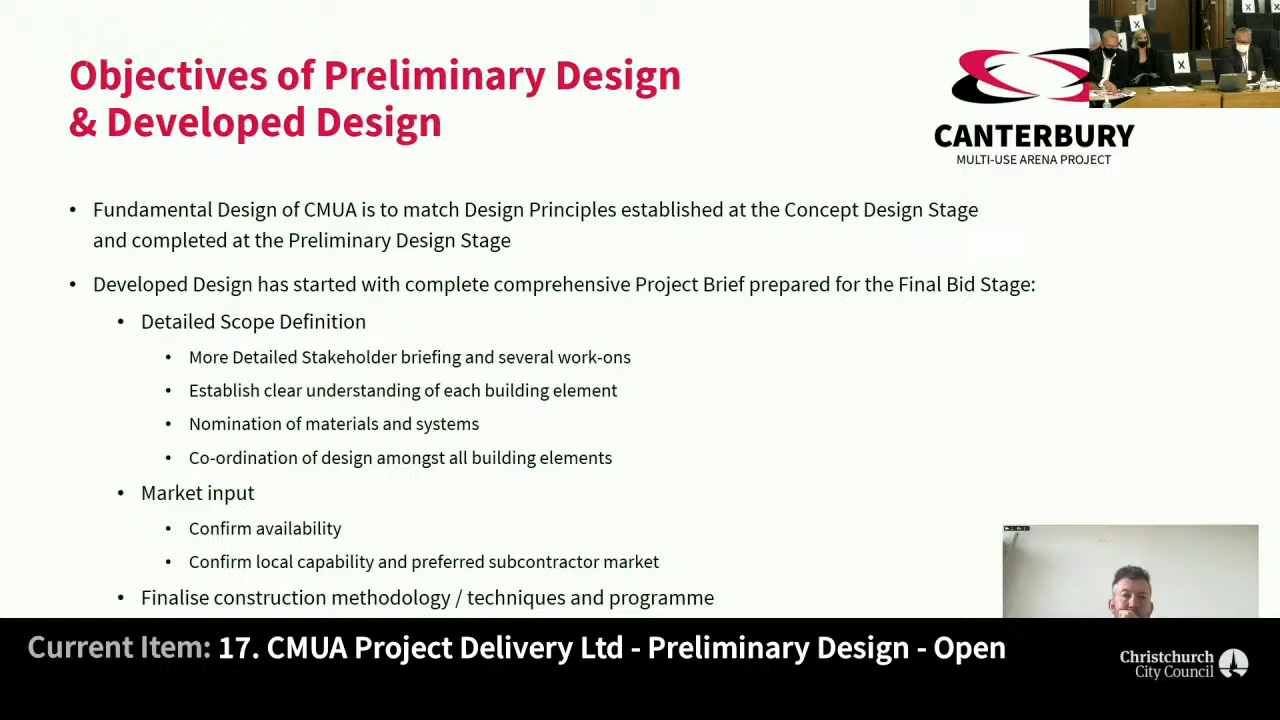 Objectives of Preliminary Design
& Developed Design
CANTERBURY
MULTI-USE ARENA PROJECT
X
X
X
X
X
• Fundamental Design of CMUA is to match Design Principles established at the Concept Design Stage
and completed at the Preliminary Design Stage
• Developed Design has started with complete comprehensive Project Brief prepared for the Final Bid Stage:
• Detailed Scope Definition
• More Detailed Stakeholder briefing and several work-ons
• Establish clear understanding of each building element
• Nomination of materials and systems
• Co-ordination of design amongst all building elements
• Market input
• Confirm availability
• Confirm local capability and preferred subcontractor market
• Finalise construction methodology / techniques and programme
Current Item: 17. CMUA Project Delivery Ltd - Preliminary Design - Open
Christchurch
City Council